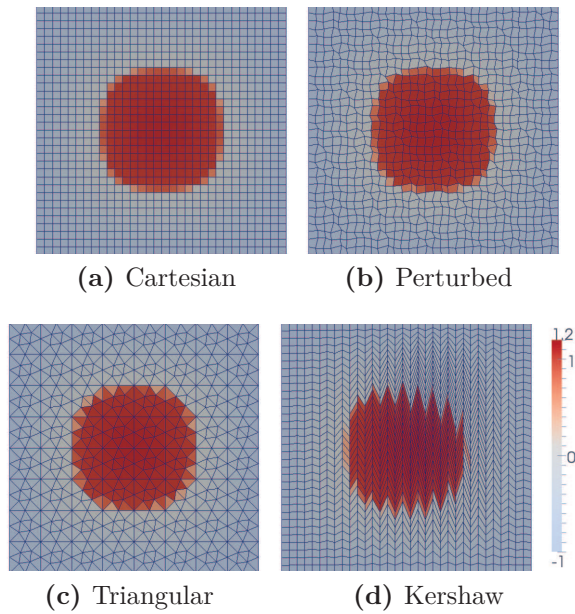 (a) Cartesian
(b) Perturbed
1.2
1
0
-1
(c) Triangular
(d) Kershaw